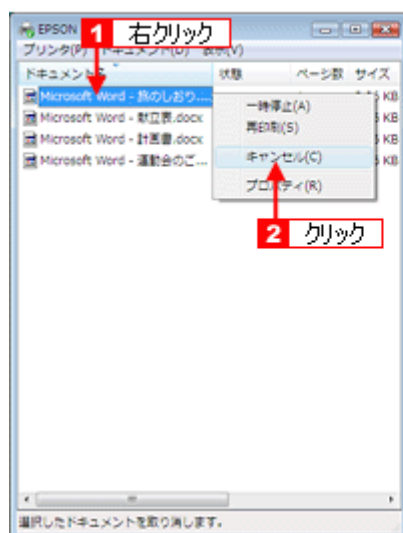 EPSON
1 右クリック
プリンタ(P) ドキュメント(D) 表示(V)
ドキュメント名 状態 ページ数 サイズ
Microsoft Word - 旅のしおり....
一時停止(A)
Microsoft Word - 献立表.docx
再印刷(S)
Microsoft Word - 計画書.docx
キャンセル(C)
Microsoft Word - 運動会のご...
プロパティ(R)
2 クリック
選択したドキュメントを取り消します。